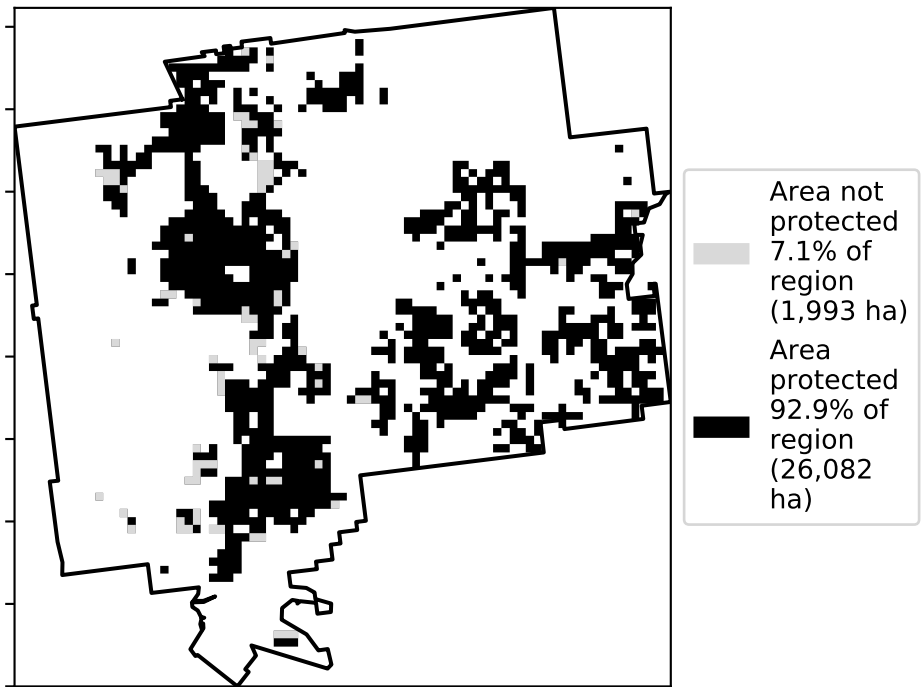 Area not
protected
7.1% of
region
(1,993 ha)
Area
protected
92.9% of
region
(26,082
ha)